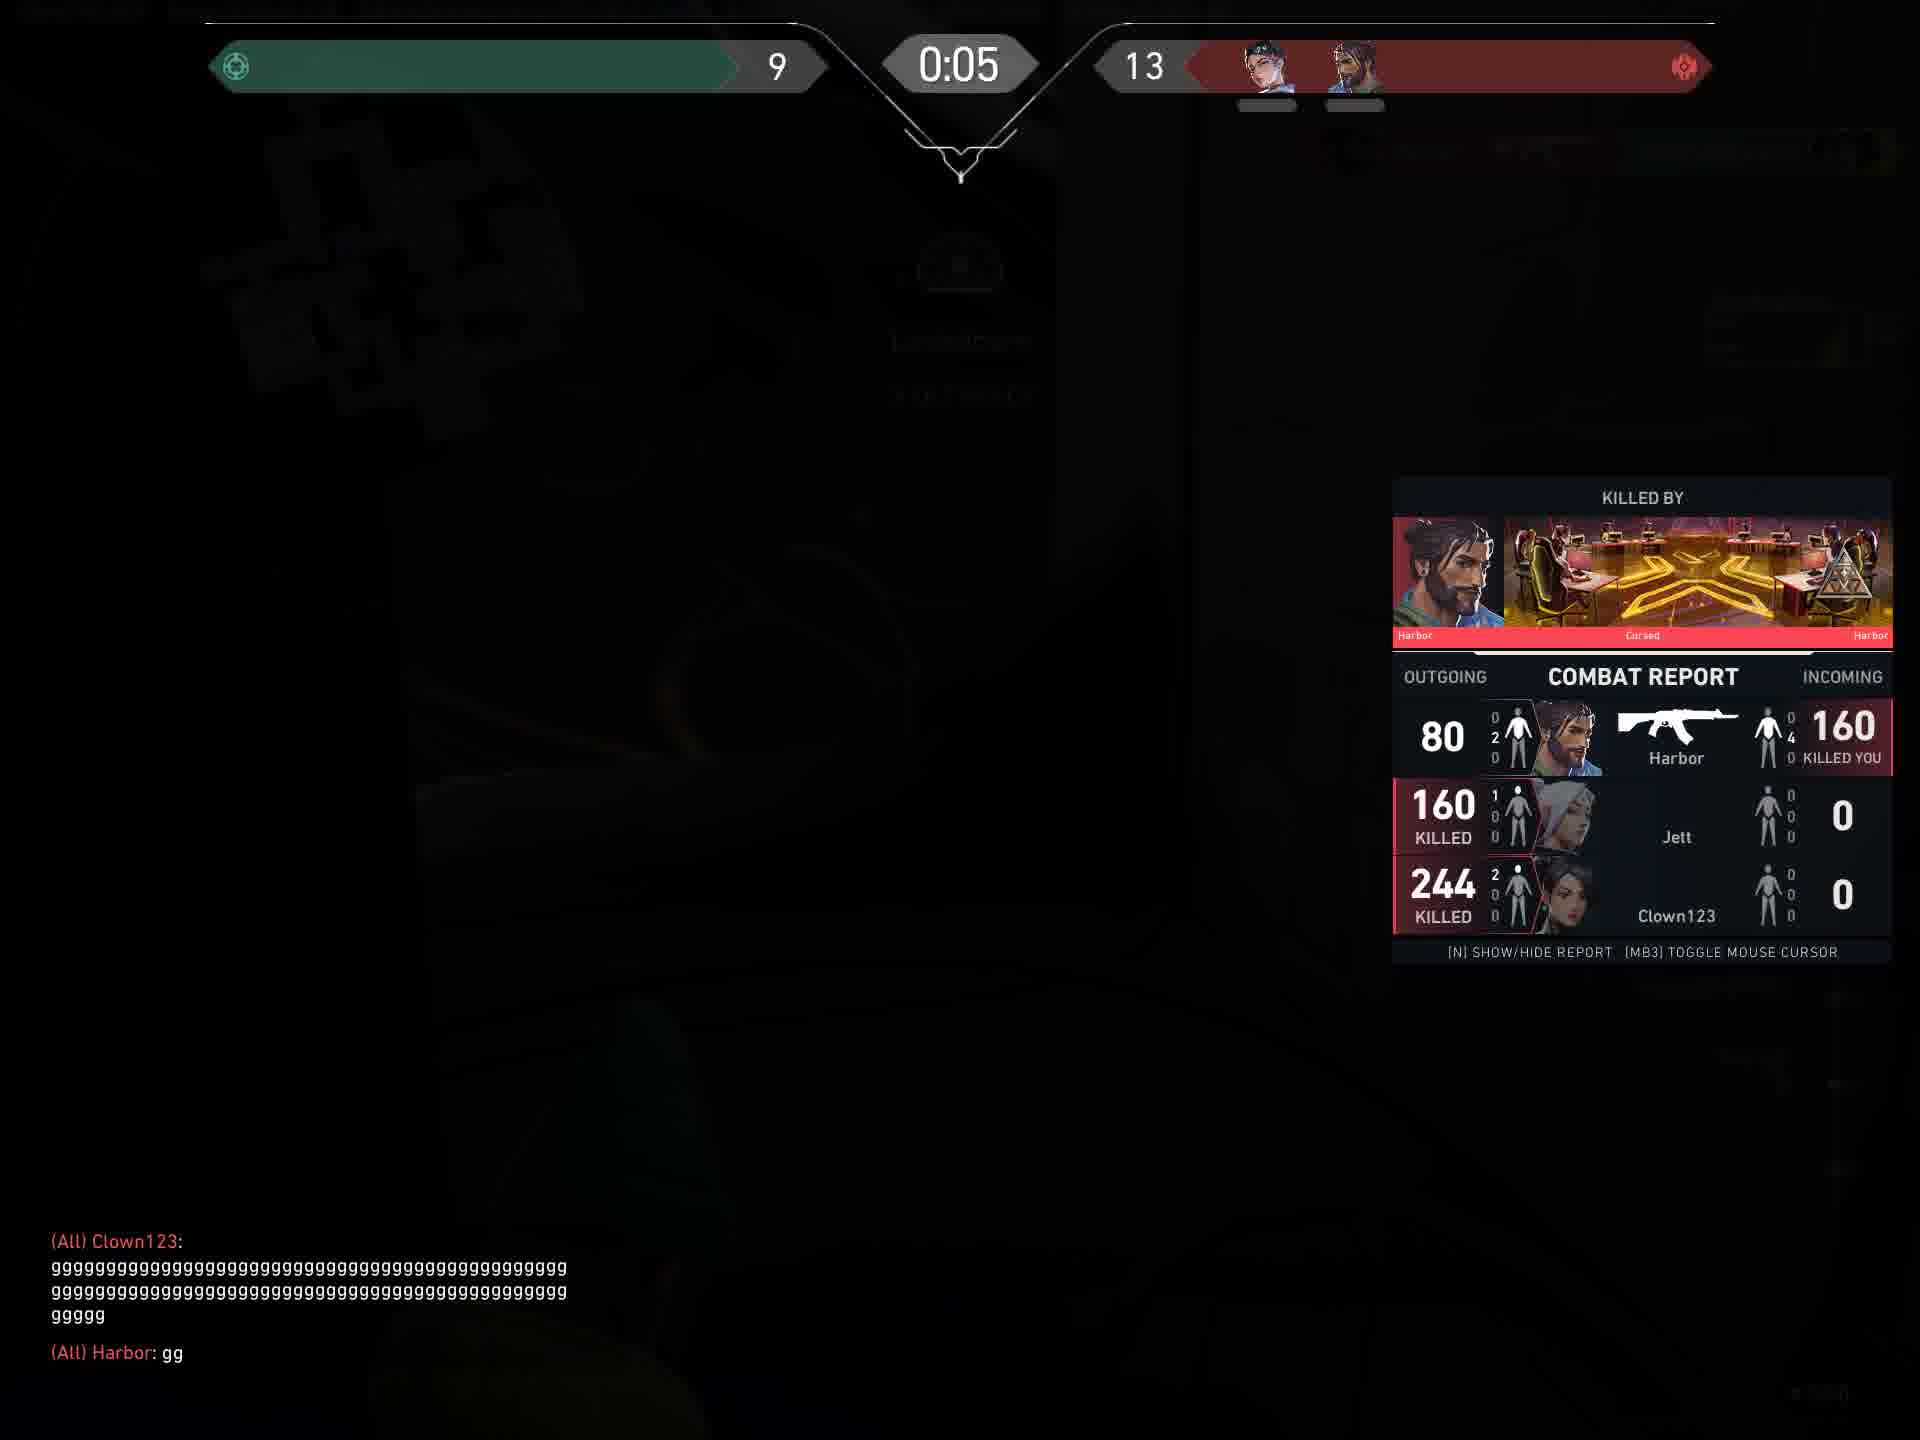 9
0:05
13
KILLED BY
Harbor Cursed Harbor
OUTGOING COMBAT REPORT INCOMING
80 0 2 0 Harbor 0 4 0 160 KILLED YOU
160 KILLED 1 0 0 Jett 0 0 0 0
244 KILLED 2 0 0 Clown123 0 0 0 0
[N] SHOW/HIDE REPORT [MB3] TOGGLE MOUSE CURSOR
(All) Clown123:
ggggggggggggggggggggggggggggggggggggggggggggggg
ggggggggggggggggggggggggggggggggggggggggggggggg
ggggg
(All) Harbor: gg